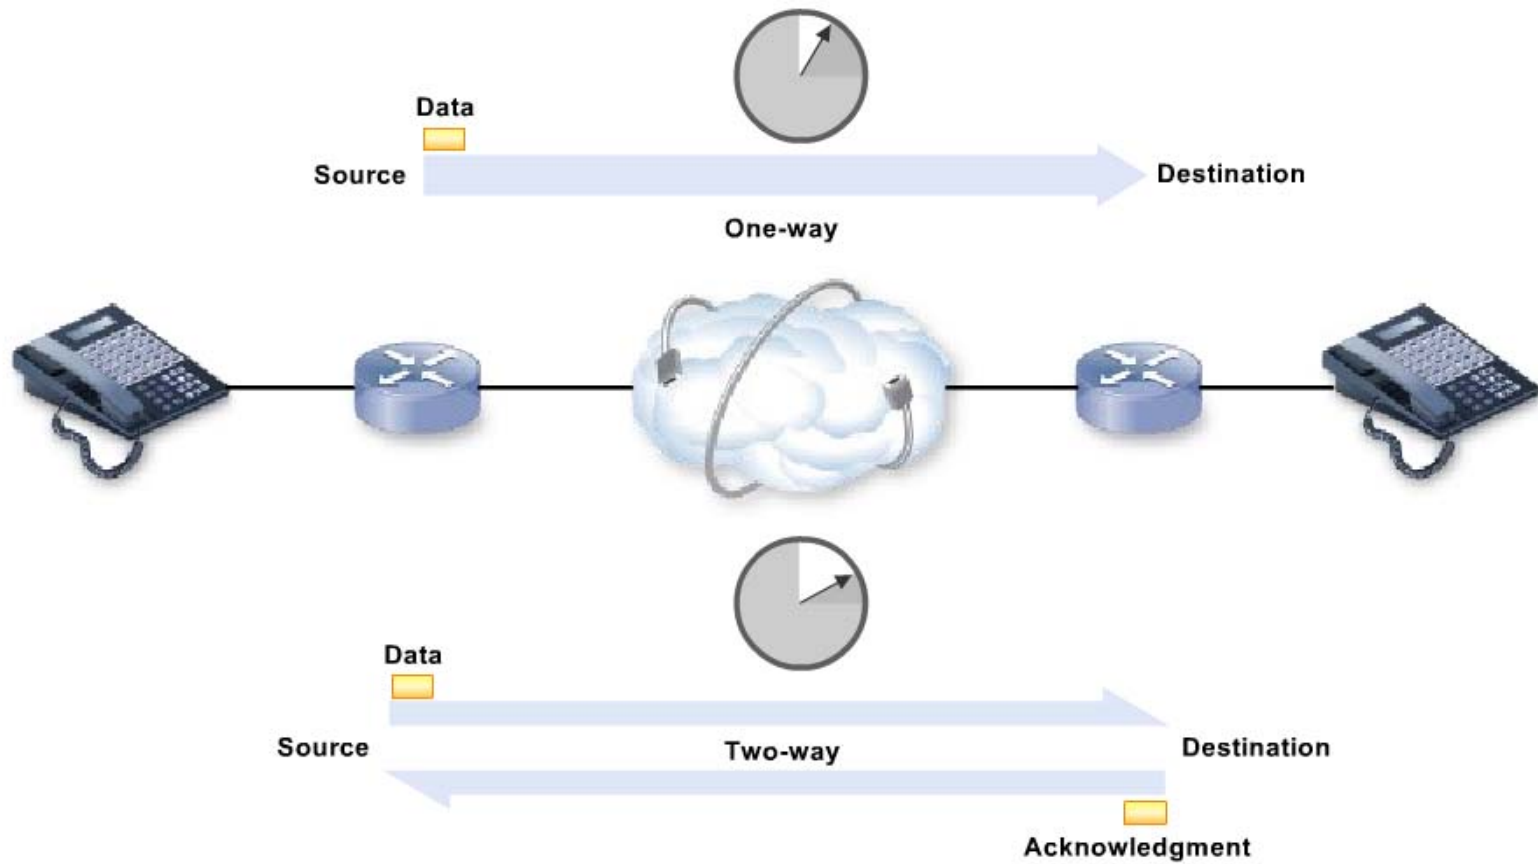 Data
Source
Destination
One-way
Data
Source
Two-way
Destination
Acknowledgment